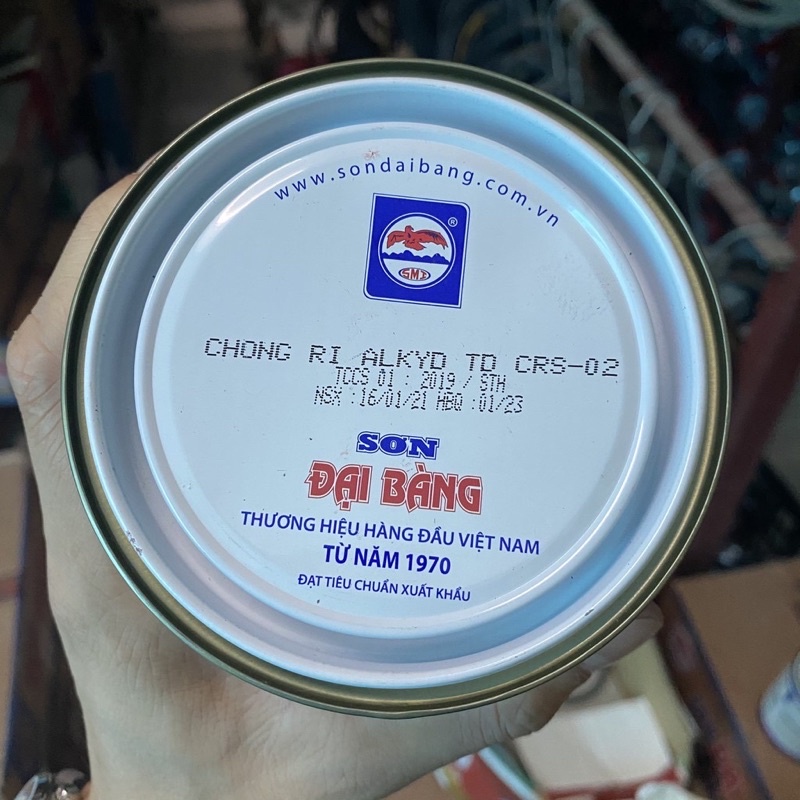 www.sondaibang.com.vn
®
SMI
CHONG RI ALKYD TD CRS-02
TCCS 01 : 2019 / STH
NSX :16/01/21 HBQ :01/23
SƠN
ĐẠI BÀNG
THƯƠNG HIỆU HÀNG ĐẦU VIỆT NAM
TỪ NĂM 1970
ĐẠT TIÊU CHUẨN XUẤT KHẨU